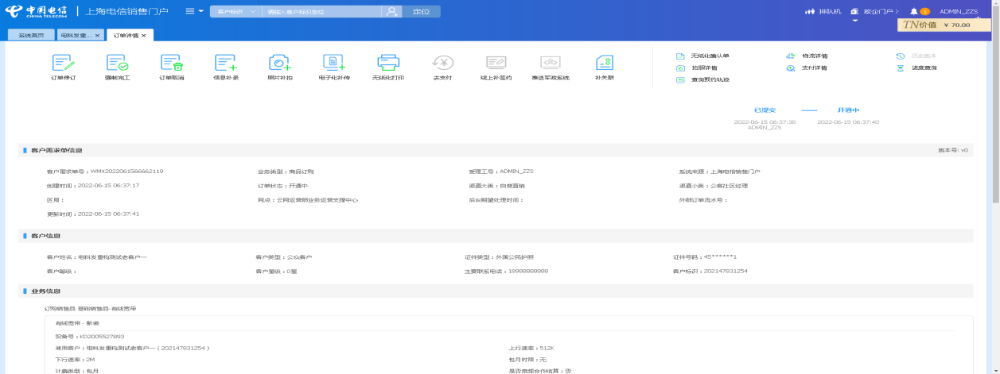 中国电信 CHINA TELECOM 上海电信销售门户 客户标识 请输入客户标识定位 定位 排队机 政企门户 1 ADMIN_ZZS
TN价值 ¥ 70.00
系统首页 电科发重... × 订单详情 ×
订单修订 强制完工 订单取消 信息补录 照片补拍 电子化补传 无纸化打印 去支付 线上补签约 推送军政系统 补关联
无纸化确认单 物流详情 历史版本
拍照详情 支付详情 进度查询
查询预约轨迹
已提交 开通中
2022-06-15 06:37:38 2022-06-15 06:37:40
ADMIN_ZZS
客户需求单信息 版本号: v0
客户需求单号：WMX2022061566662119 业务类型：商品订购 受理工号：ADMIN_ZZS 系统来源：上海电信销售门户
创建时间：2022-06-15 06:37:17 订单状态：开通中 渠道大类：自营直销 渠道小类：公客社区经理
区局： 网点：云网运营部业务运营支撑中心 后台期望处理时间： 外部订单流水号：
更新时间：2022-06-15 06:37:41
客户信息
客户姓名：电科发重构测试老客户一 客户类型：公众客户 证件类型：外国公民护照 证件号码：45******1
客户等级： 客户星级：0星 主要联系电话：18988888888 客户标识：202147831254
业务信息
订购销售品 基础销售品-有线宽带
有线宽带 - 新装
设备号：KD2005527893
使用客户：电科发重构测试老客户一（202147831254） 上行速率：512K
下行速率：2M 包月时限：无
计费类型：包月 是否宽频合作结算：否